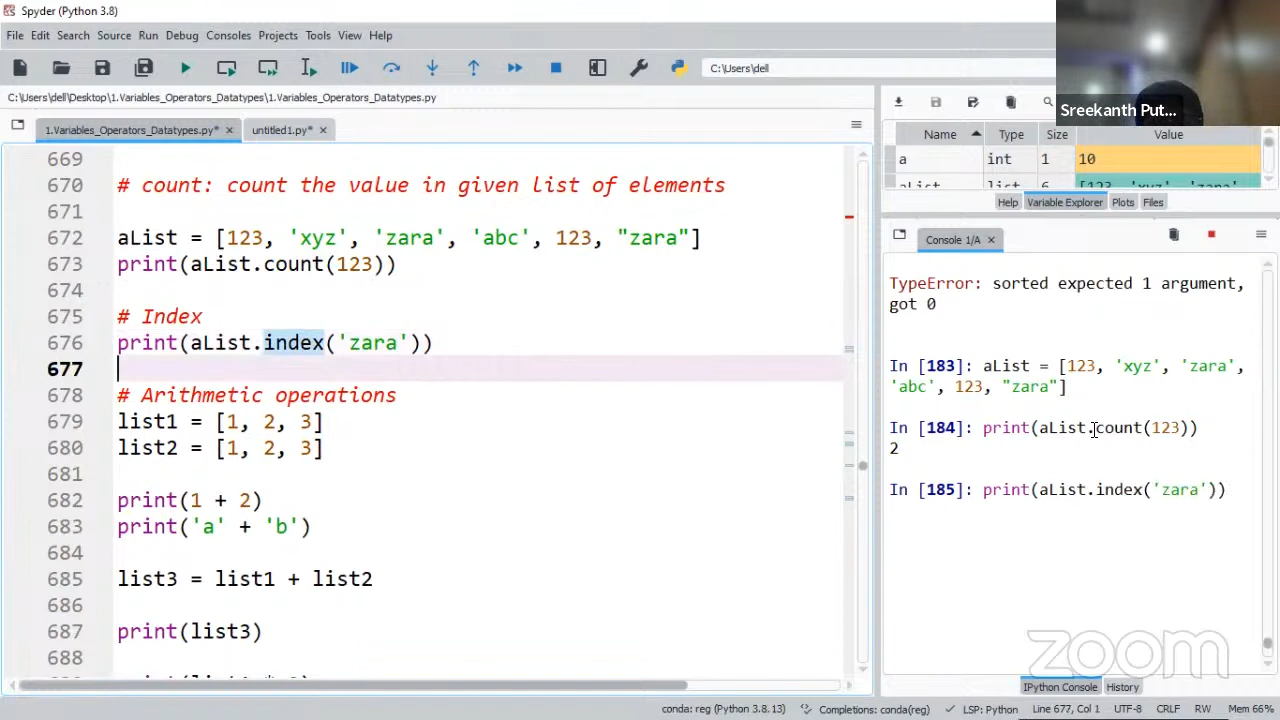 Spyder (Python 3.8)
File Edit Search Source Run Debug Consoles Projects Tools View Help
C:\Users\dell
C:\Users\dell\Desktop\1.Variables_Operators_Datatypes\1.Variables_Operators_Datatypes.py
1.Variables_Operators_Datatypes.py*
untitled1.py*
669
670 # count: count the value in given list of elements
671
672 aList = [123, 'xyz', 'zara', 'abc', 123, "zara"]
673 print(aList.count(123))
674
675 # Index
676 print(aList.index('zara'))
677
678 # Arithmetic operations
679 list1 = [1, 2, 3]
680 list2 = [1, 2, 3]
681
682 print(1 + 2)
683 print('a' + 'b')
684
685 list3 = list1 + list2
686
687 print(list3)
688
Sreekanth Put...
Name Type Size Value
a int 1 10
aList list 6 [123, 'xyz', 'zara',
Help Variable Explorer Plots Files
Console 1/A
TypeError: sorted expected 1 argument,
got 0
In [183]: aList = [123, 'xyz', 'zara',
'abc', 123, "zara"]
In [184]: print(aList.count(123))
2
In [185]: print(aList.index('zara'))
zoom
IPython Console History
conda: reg (Python 3.8.13) Completions: conda(reg) LSP: Python Line 677, Col 1 UTF-8 CRLF RW Mem 66%